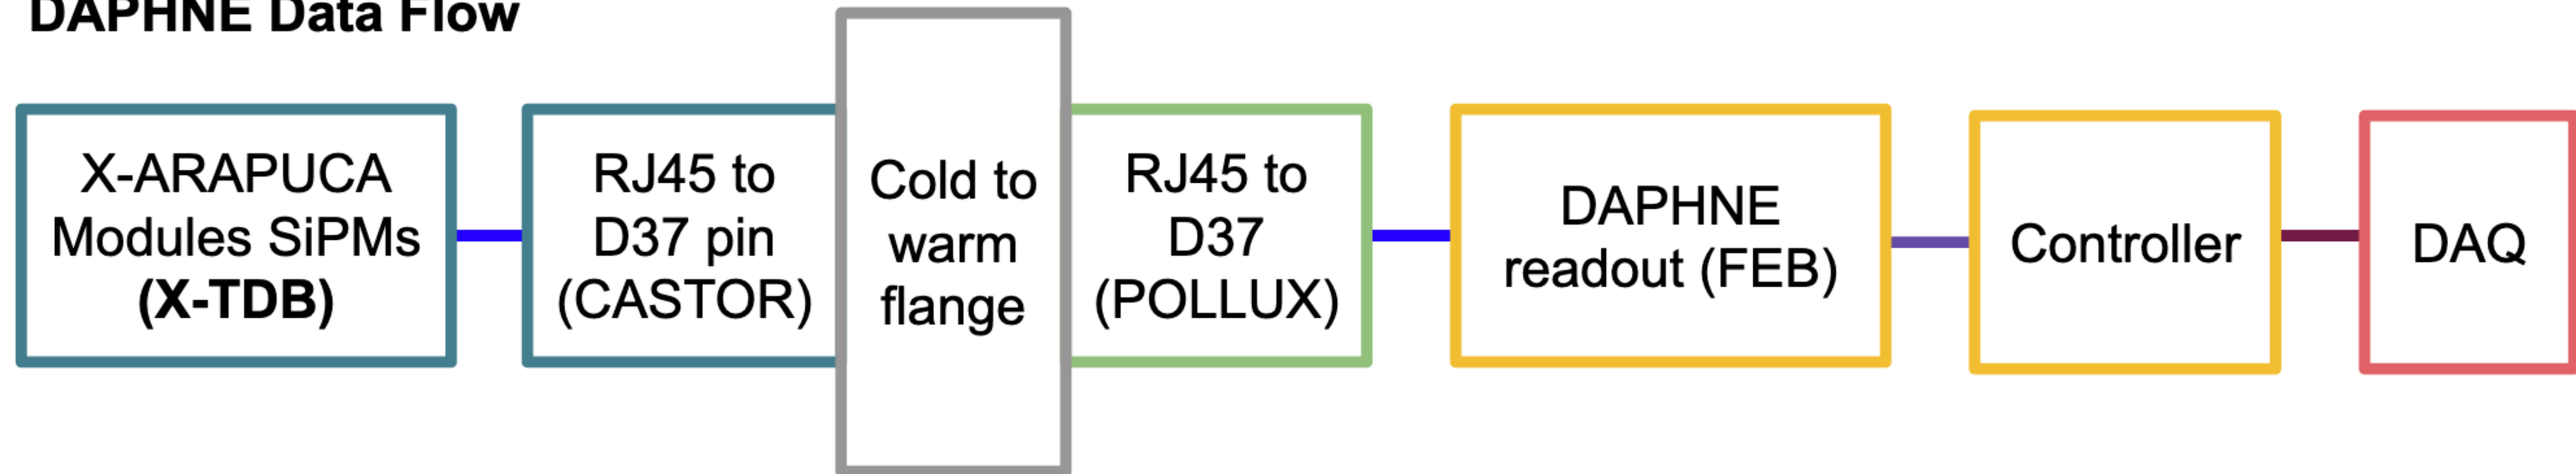 DAPHNE Data Flow
X-ARAPUCA
Modules SiPMs
(X-TDB)
RJ45 to
D37 pin
(CASTOR)
Cold to
warm
flange
RJ45 to
D37
(POLLUX)
DAPHNE
readout (FEB)
Controller
DAQ